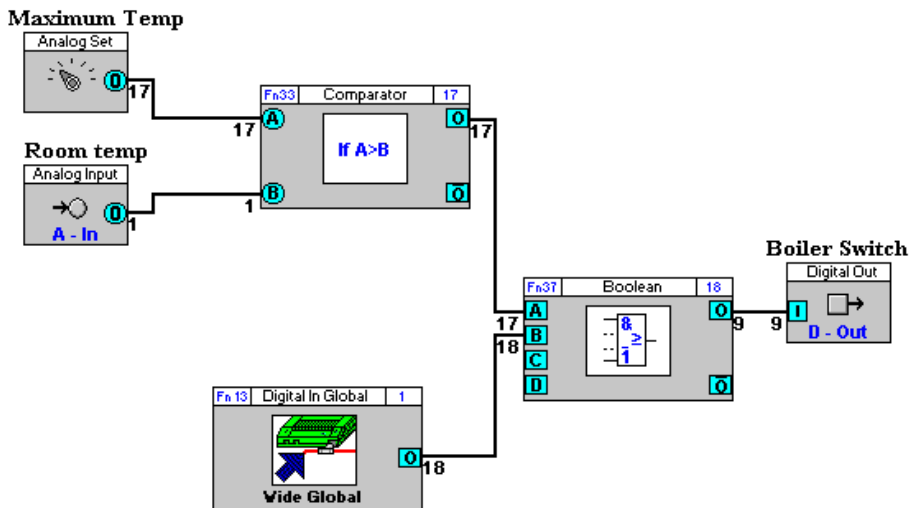 Maximum Temp
Analog Set
O
17
Fn33 Comparator 17
17 A
If A>B
O
17
Room temp
Analog Input
O
A - In
1
1 B
O
Boiler Switch
Digital Out
I
D - Out
9 9
Fn37 Boolean 18
A
17
B
18
C
D
&
≥
1
O
O
Fn 13 Digital In Global 1
O
18
Wide Global